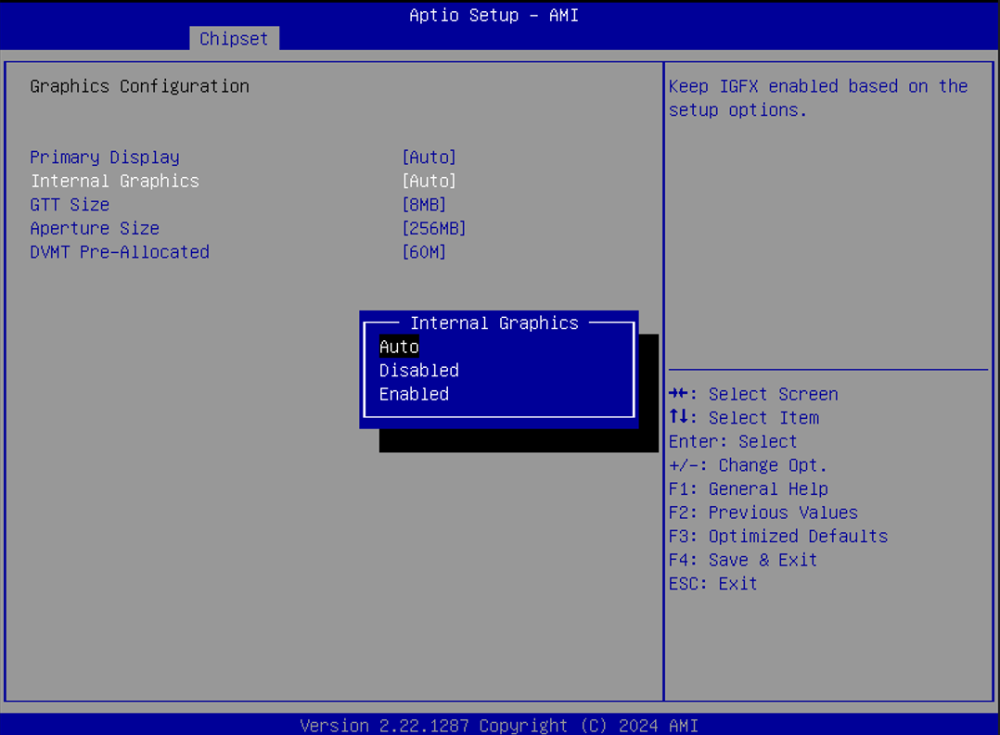 Aptio Setup – AMI
Chipset
Graphics Configuration
Primary Display [Auto]
Internal Graphics [Auto]
GTT Size [8MB]
Aperture Size [256MB]
DVMT Pre-Allocated [60M]
Internal Graphics
Auto
Disabled
Enabled
Keep IGFX enabled based on the
setup options.
→←: Select Screen
↑↓: Select Item
Enter: Select
+/-: Change Opt.
F1: General Help
F2: Previous Values
F3: Optimized Defaults
F4: Save & Exit
ESC: Exit
Version 2.22.1287 Copyright (C) 2024 AMI